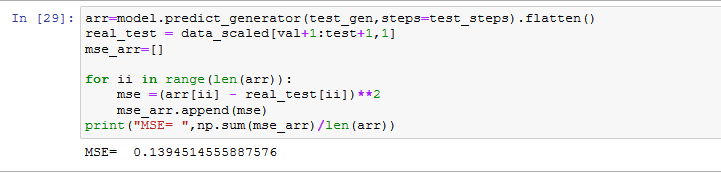 In [29]: arr=model.predict_generator(test_gen,steps=test_steps).flatten()
real_test = data_scaled[val+1:test+1,1]
mse_arr=[]
for ii in range(len(arr)):
    mse =(arr[ii] - real_test[ii])**2
    mse_arr.append(mse)
print("MSE= ",np.sum(mse_arr)/len(arr))
MSE=  0.1394514555887576